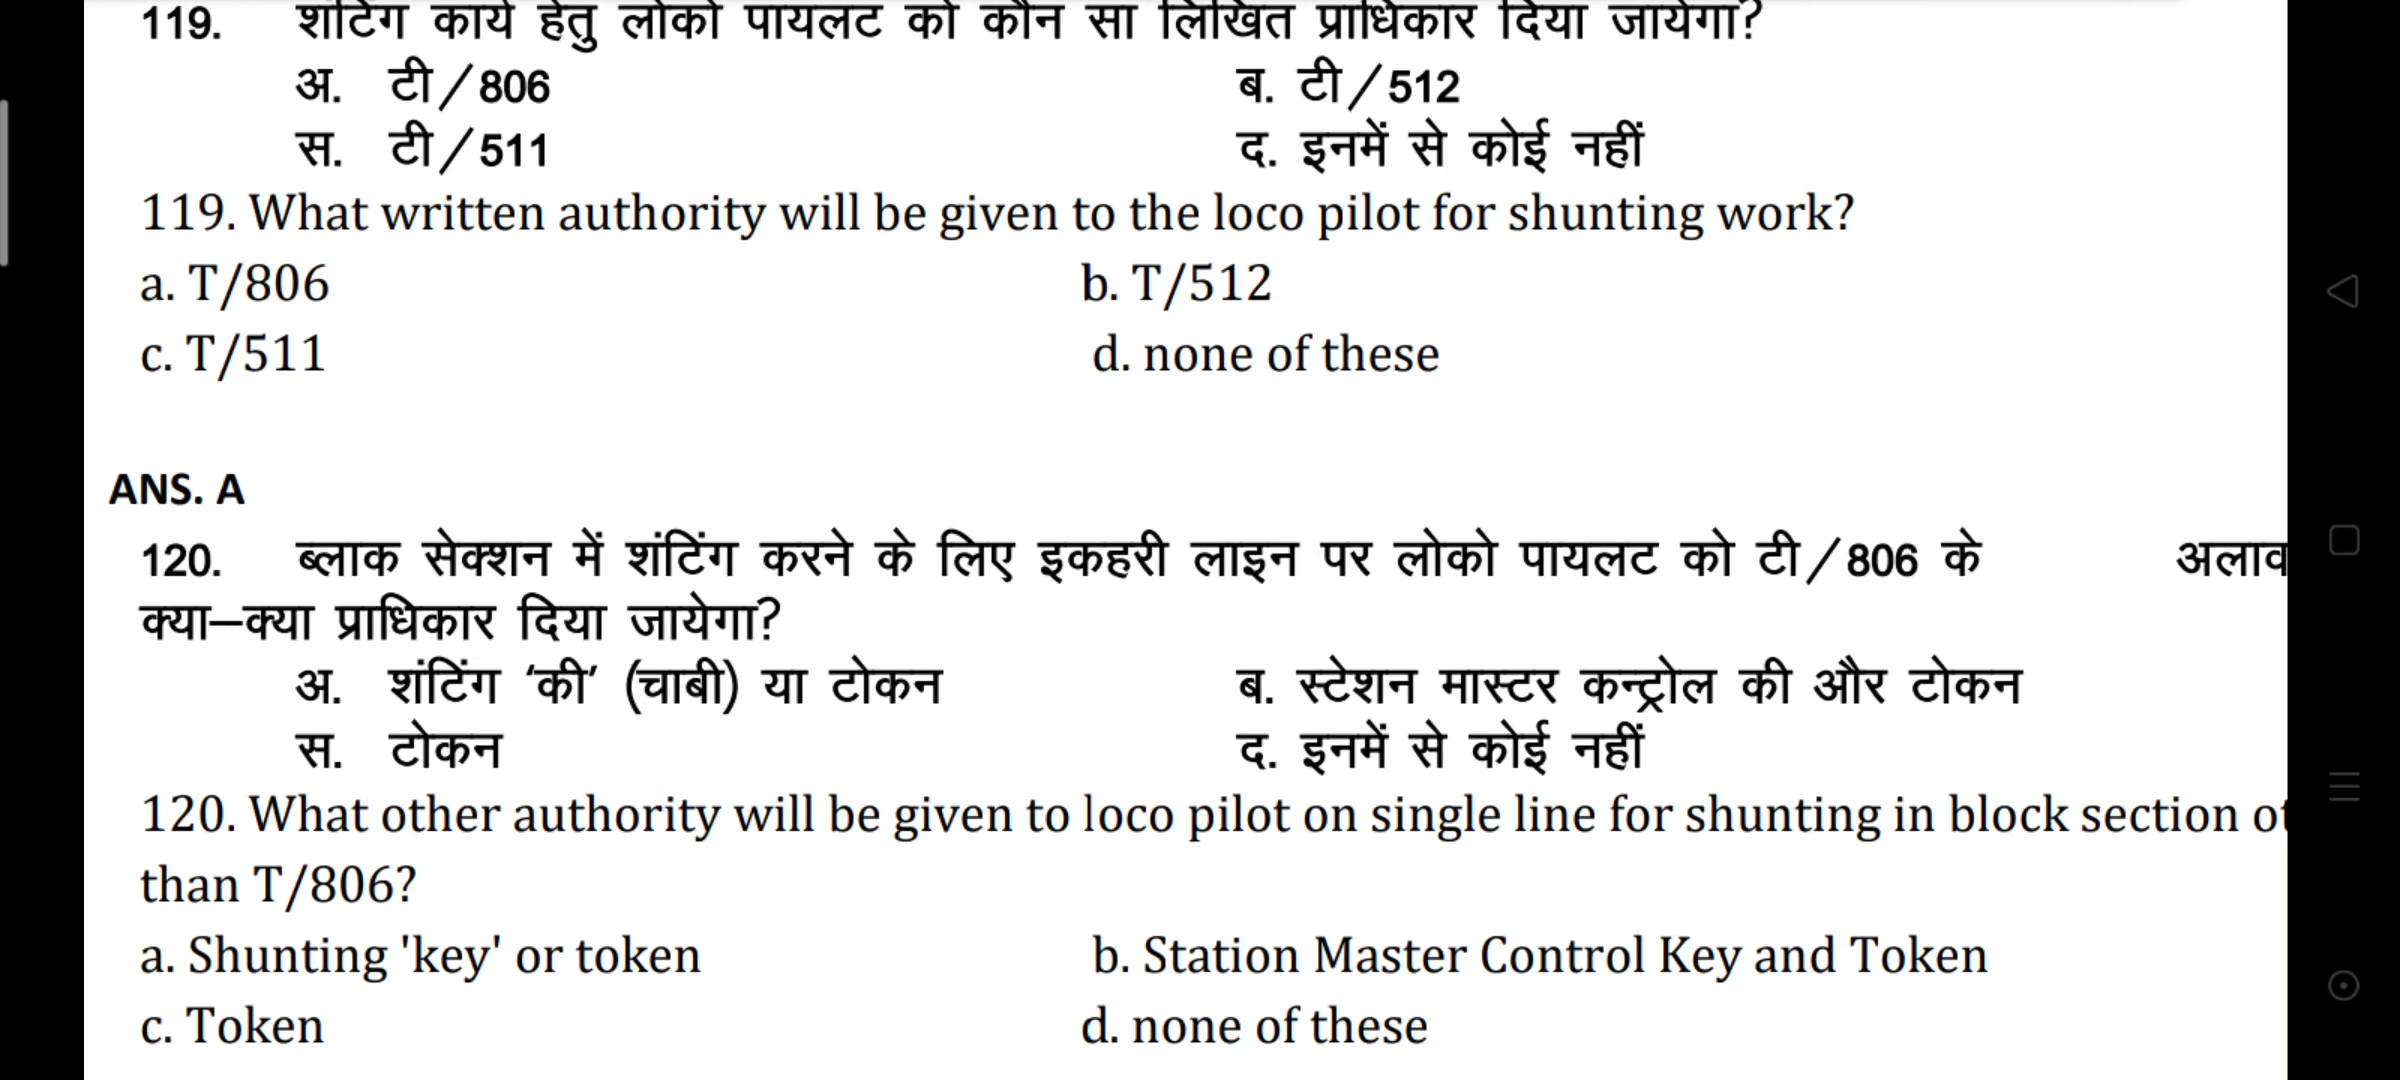 119. शंटिंग कार्य हेतु लोको पायलट को कौन सा लिखित प्राधिकार दिया जायेगा?
अ. टी/806 ब. टी/512
स. टी/511 द. इनमें से कोई नहीं
119. What written authority will be given to the loco pilot for shunting work?
a. T/806 b. T/512
c. T/511 d. none of these
ANS. A
120. ब्लाक सेक्शन में शंटिंग करने के लिए इकहरी लाइन पर लोको पायलट को टी/806 के
क्या–क्या प्राधिकार दिया जायेगा?
अ. शंटिंग ‘की’ (चाबी) या टोकन ब. स्टेशन मास्टर कन्ट्रोल की और टोकन
स. टोकन द. इनमें से कोई नहीं
120. What other authority will be given to loco pilot on single line for shunting in block section
than T/806?
a. Shunting 'key' or token b. Station Master Control Key and Token
c. Token d. none of these